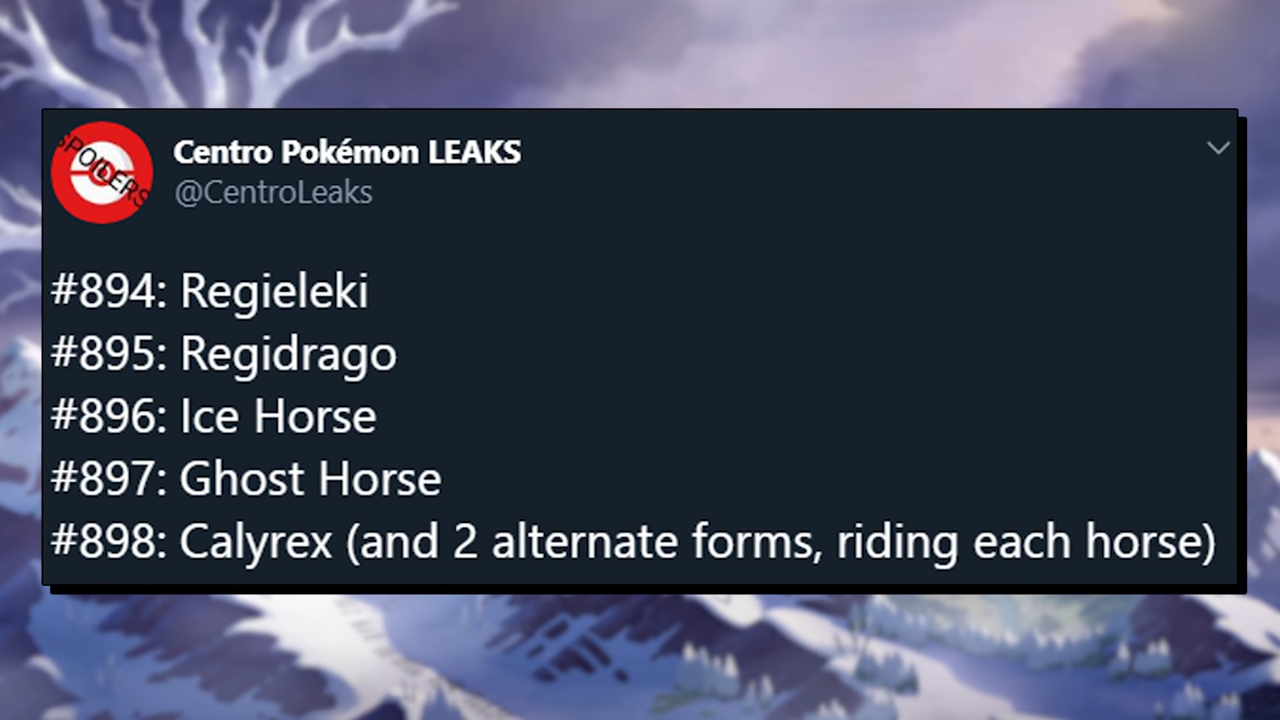 SPOILERS
Centro Pokémon LEAKS
@CentroLeaks
#894: Regieleki
#895: Regidrago
#896: Ice Horse
#897: Ghost Horse
#898: Calyrex (and 2 alternate forms, riding each horse)